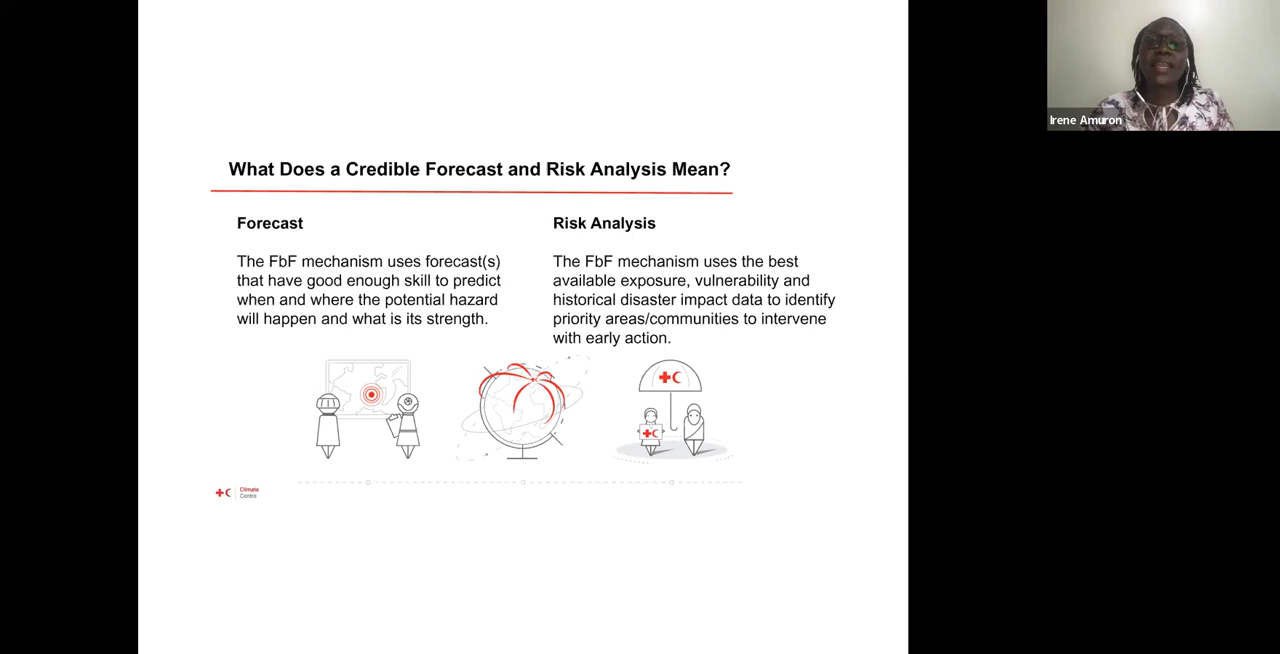 Irene Amuron
What Does a Credible Forecast and Risk Analysis Mean?
Forecast
The FbF mechanism uses forecast(s)
that have good enough skill to predict
when and where the potential hazard
will happen and what is its strength.
Risk Analysis
The FbF mechanism uses the best
available exposure, vulnerability and
historical disaster impact data to identify
priority areas/communities to intervene
with early action.
Climate
Centre